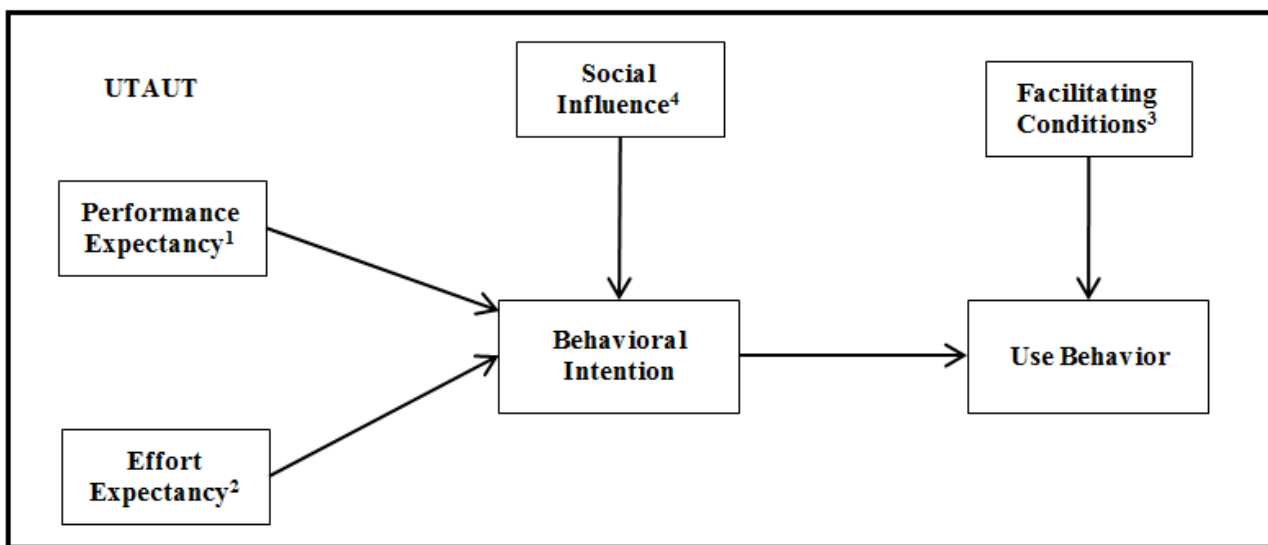 UTAUT
Social
Influence⁴
Facilitating
Conditions³
Performance
Expectancy¹
Behavioral
Intention
Use Behavior
Effort
Expectancy²